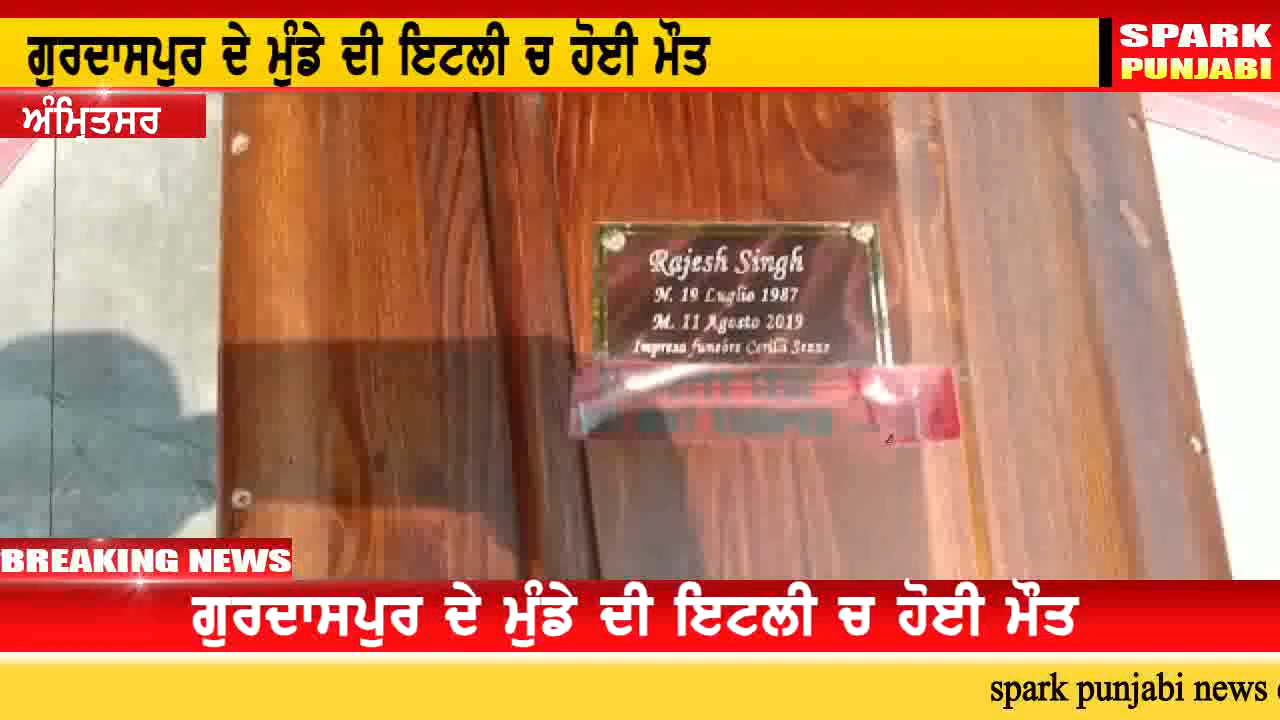 ਗੁਰਦਾਸਪੁਰ ਦੇ ਮੁੰਡੇ ਦੀ ਇਟਲੀ ਚ ਹੋਈ ਮੌਤ
SPARK
PUNJABI
ਅੰਮ੍ਰਿਤਸਰ
Rajesh Singh
N. 19 Luglio 1987
M. 11 Agosto 2019
Impresa funebre
BREAKING NEWS
ਗੁਰਦਾਸਪੁਰ ਦੇ ਮੁੰਡੇ ਦੀ ਇਟਲੀ ਚ ਹੋਈ ਮੌਤ
spark punjabi news